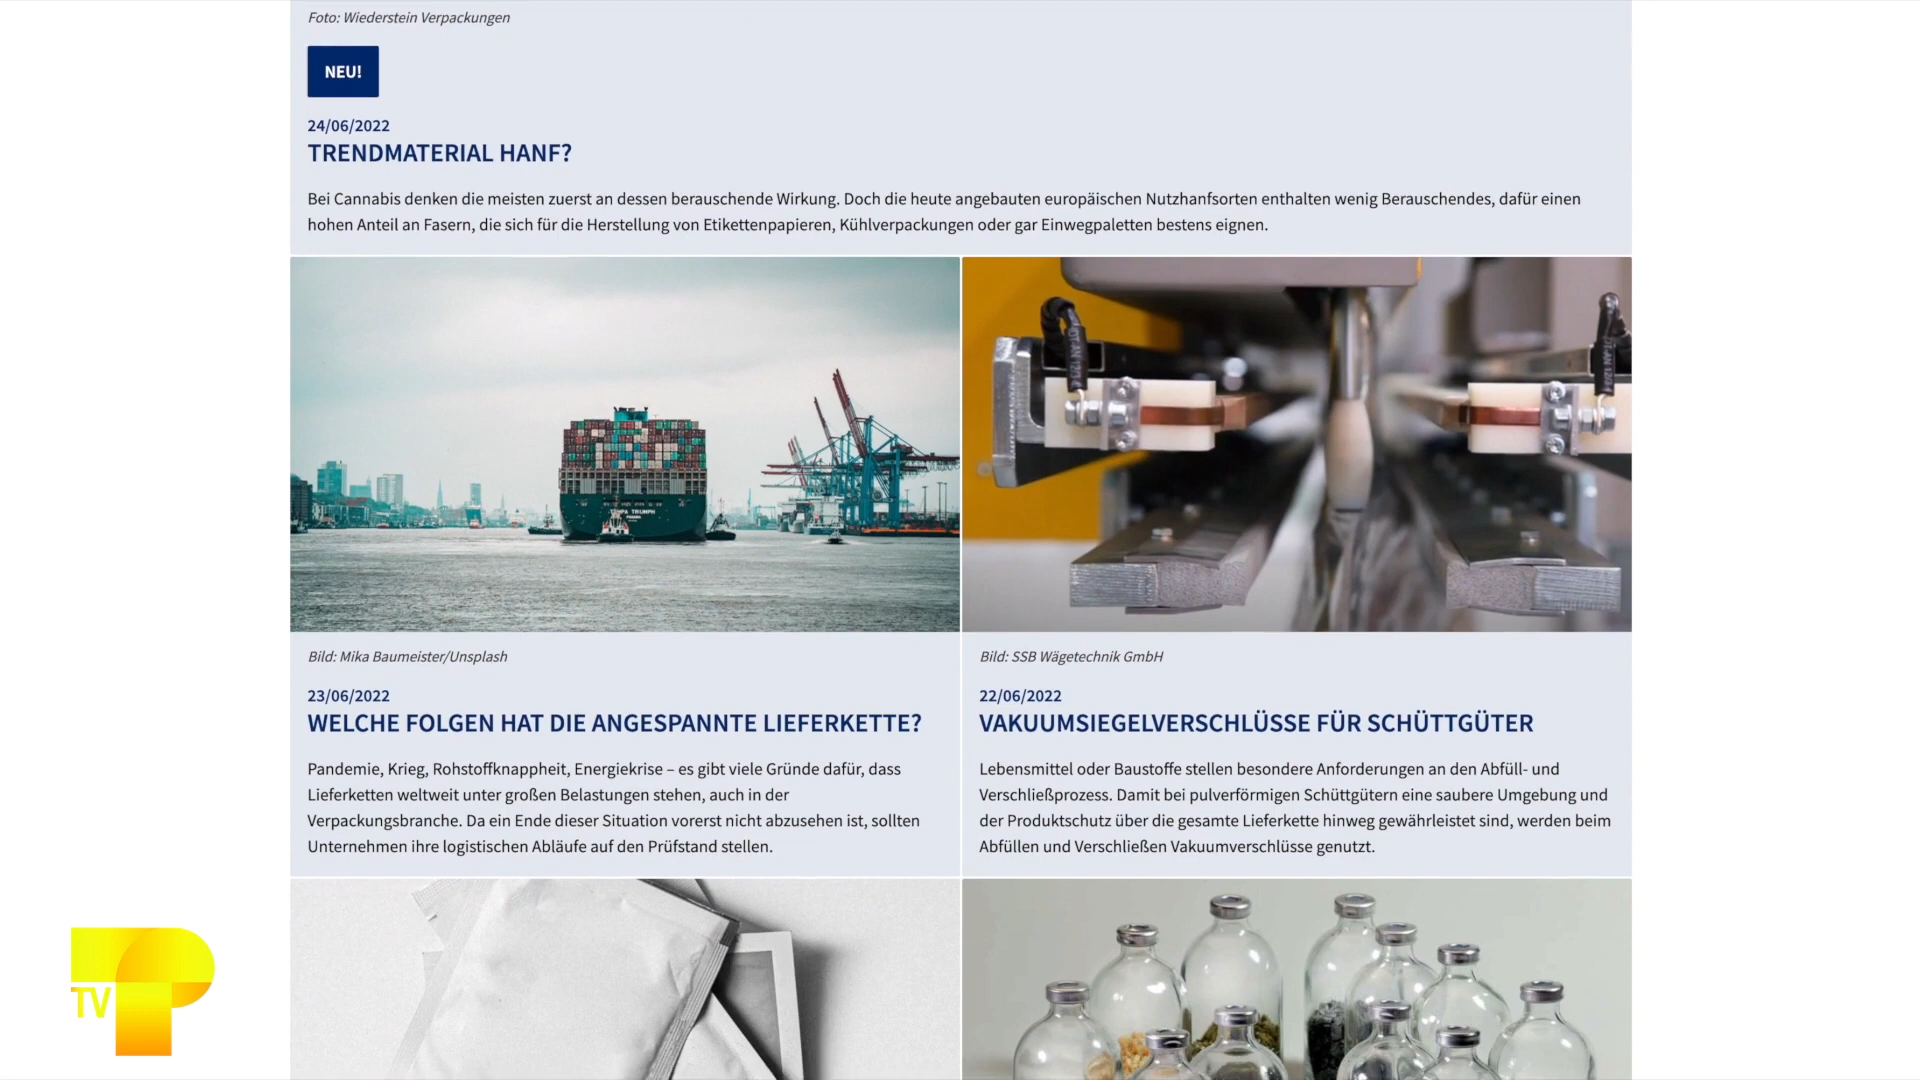 Foto: Wiederstein Verpackungen
NEU!
24/06/2022
TRENDMATERIAL HANF?
Bei Cannabis denken die meisten zuerst an dessen berauschende Wirkung. Doch die heute angebauten europäischen Nutzhanfsorten enthalten wenig Berauschendes, dafür einen
hohen Anteil an Fasern, die sich für die Herstellung von Etikettenpapieren, Kühlverpackungen oder gar Einwegpaletten bestens eignen.
TRIUMPH
Bild: Mika Baumeister/Unsplash
23/06/2022
WELCHE FOLGEN HAT DIE ANGESPANNTE LIEFERKETTE?
Pandemie, Krieg, Rohstoffknappheit, Energiekrise – es gibt viele Gründe dafür, dass
Lieferketten weltweit unter großen Belastungen stehen, auch in der
Verpackungsbranche. Da ein Ende dieser Situation vorerst nicht abzusehen ist, sollten
Unternehmen ihre logistischen Abläufe auf den Prüfstand stellen.
Bild: SSB Wägetechnik GmbH
22/06/2022
VAKUUMSIEGELVERSCHLÜSSE FÜR SCHÜTTGÜTER
Lebensmittel oder Baustoffe stellen besondere Anforderungen an den Abfüll- und
Verschließprozess. Damit bei pulverförmigen Schüttgütern eine saubere Umgebung und
der Produktschutz über die gesamte Lieferkette hinweg gewährleistet sind, werden beim
Abfüllen und Verschließen Vakuumverschlüsse genutzt.
TV